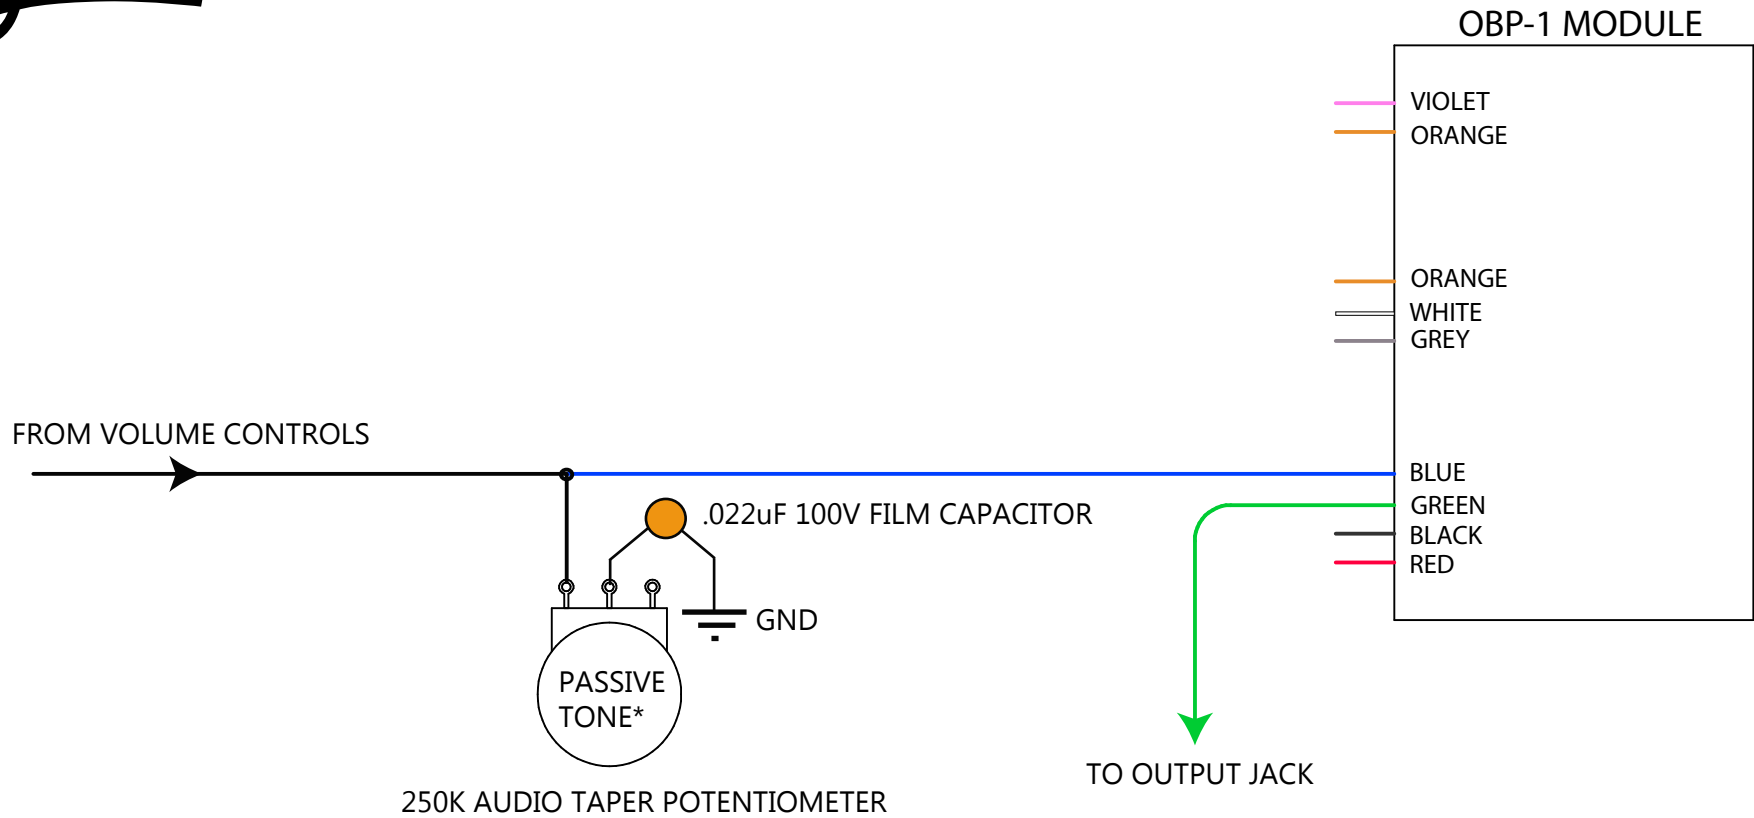 OBP-1 MODULE
VIOLET
ORANGE
ORANGE
WHITE
GREY
FROM VOLUME CONTROLS
BLUE
GREEN
BLACK
RED
.022uF 100V FILM CAPACITOR
GND
PASSIVE
TONE*
TO OUTPUT JACK
250K AUDIO TAPER POTENTIOMETER